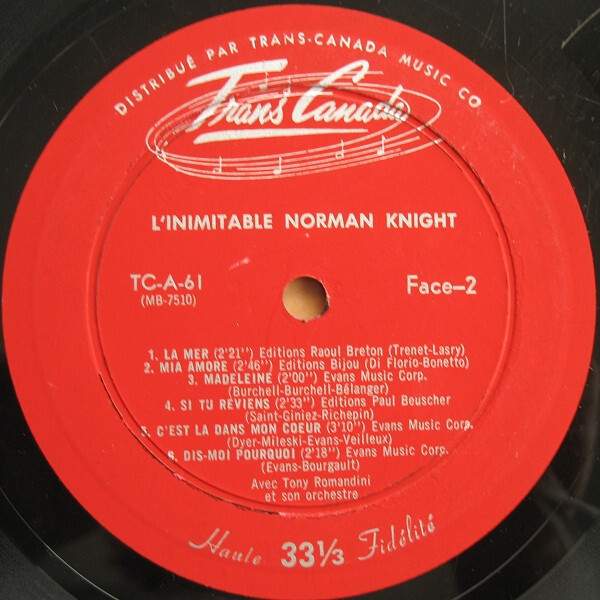 DISTRIBUÉ PAR TRANS-CANADA MUSIC CO
Trans Canada
L'INIMITABLE NORMAN KNIGHT
TC-A-61
(MB-7510)
Face-2
1. LA MER (2'21'') Editions Raoul Breton (Trenet-Lasry)
2. MIA AMORE (2'46'') Editions Bijou (Di Florio-Bonetto)
3. MADELEINE (2'00'') Evans Music Corp.
(Burchell-Burchell-Bélanger)
4. SI TU REVIENS (2'33'') Editions Paul Beuscher
(Saint-Giniez-Richepin)
5. C'EST LA DANS MON COEUR (3'10'') Evans Music Corp.
(Dyer-Mileski-Evans-Veilleux)
6. DIS-MOI POURQUOI (2'18'') Evans Music Corp.
(Evans-Bourgault)
Avec Tony Romandini
et son orchestre
Haute 33⅓ Fidélité